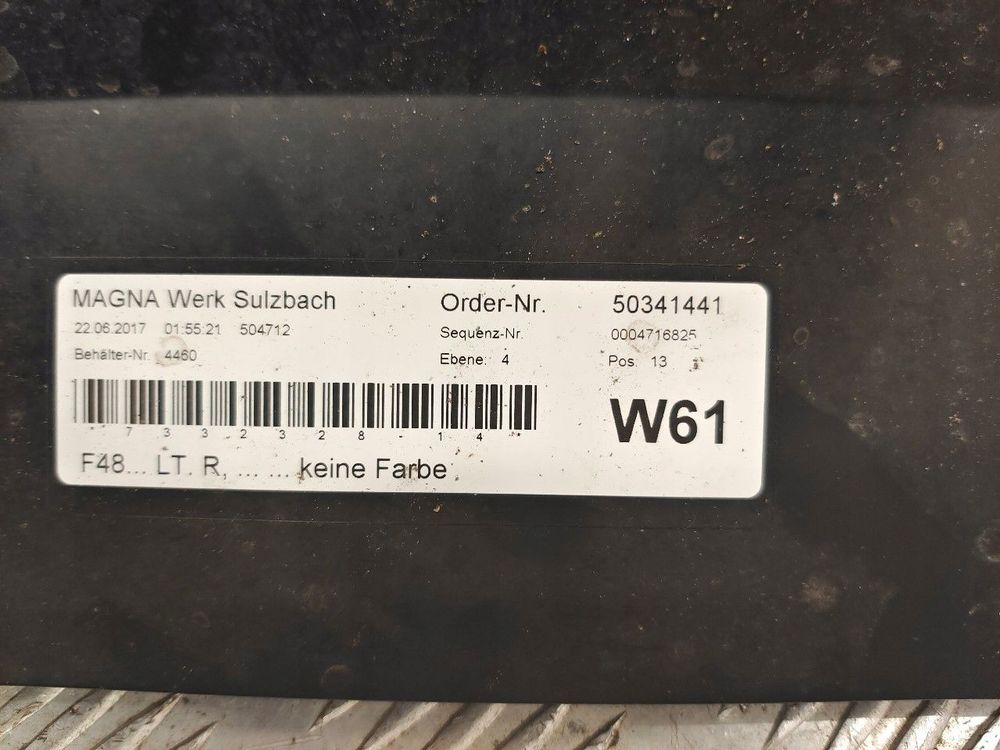 MAGNA Werk Sulzbach
22.06.2017 01:55:21 504712
Behälter-Nr. 4460
Order-Nr. 50341441
Sequenz-Nr. 0004716825
Ebene: 4 Pos. 13
* 7 3 3 2 3 2 8 - 1 4 *
W61
F48... LT. R, ... ... keine Farbe